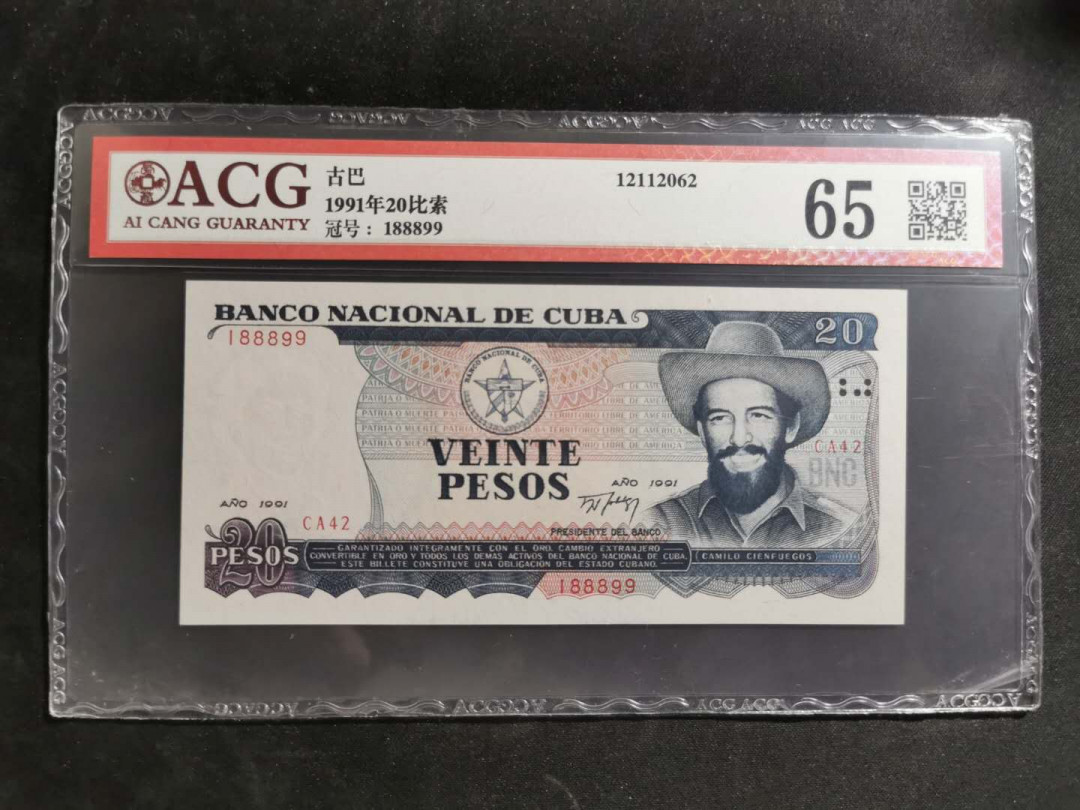 ACG
AI CANG GUARANTY
古巴
1991年20比索
冠号：188899
12112062
65
BANCO NACIONAL DE CUBA
188899
20
BANCO NACIONAL DE CUBA
PATRIA O MUERTE
TERRITORIO LIBRE DE AMERICA
VEINTE
PESOS
CA42
BNC
AÑO 1991
AÑO 1991
CA42
PRESIDENTE DEL BANCO
20
PESOS
GARANTIZADO INTEGRAMENTE CON EL ORO, CAMBIO EXTRANJERO
CONVERTIBLE EN ORO Y TODOS LOS DEMAS ACTIVOS DEL BANCO NACIONAL DE CUBA.
ESTE BILLETE CONSTITUYE UNA OBLIGACION DEL ESTADO CUBANO.
CAMILO CIENFUEGOS
188899